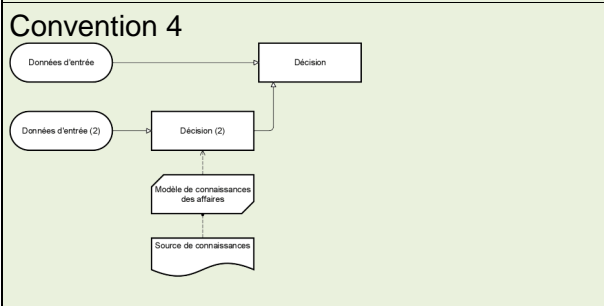 Convention 4
Données d'entrée
Décision
Données d'entrée (2)
Décision (2)
Modèle de connaissances
des affaires
Source de connaissances